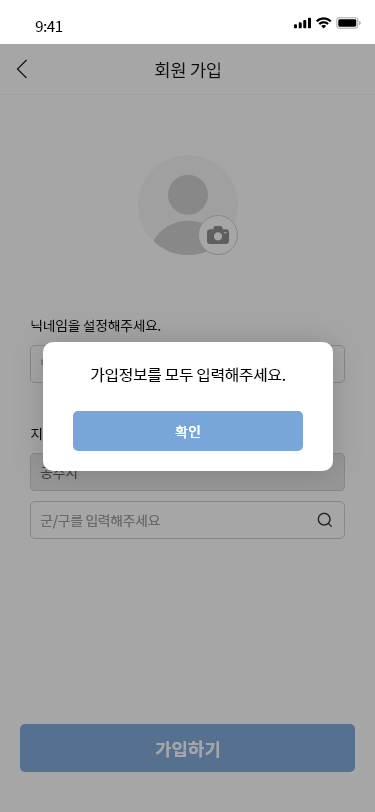 9:41
회원 가입
닉네임을 설정해주세요.
가입정보를 모두 입력해주세요.
확인
지
공주시
군/구를 입력해주세요
가입하기